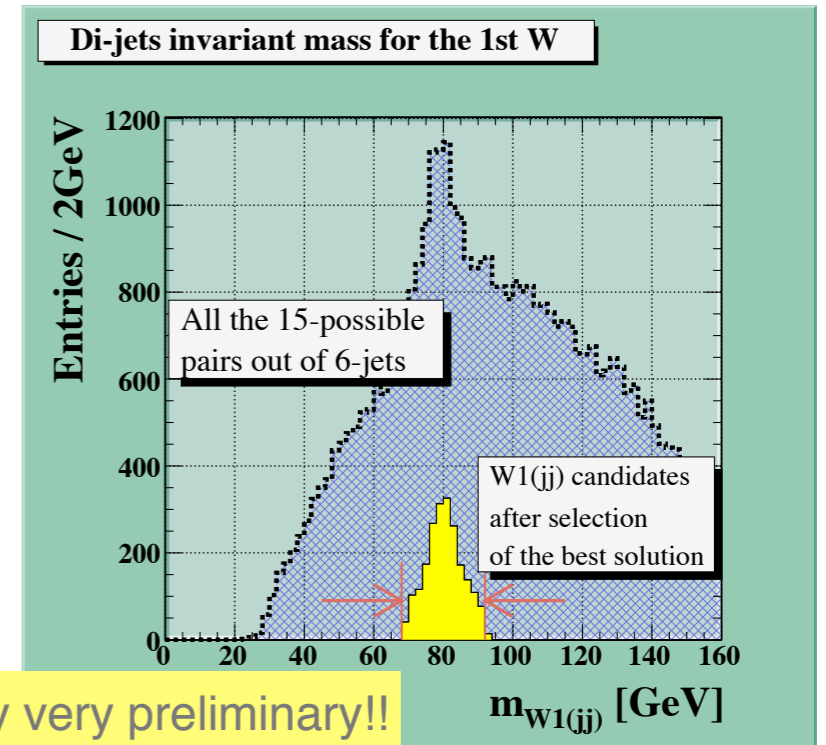 Di-jets invariant mass for the 1st W
Entries / 2GeV
1200
1000
800
600
400
200
0
All the 15-possible
pairs out of 6-jets
W1(jj) candidates
after selection
of the best solution
0 20 40 60 80 100 120 140 160
very preliminary!!
m_W1(jj) [GeV]